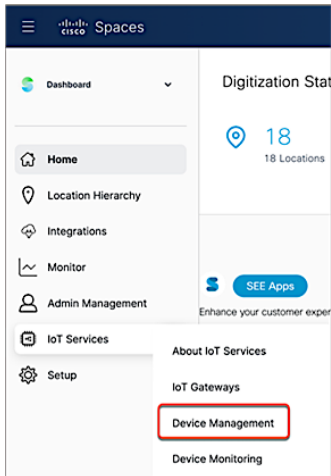 cisco Spaces
Dashboard
Digitization Stat
18
18 Locations
Home
Location Hierarchy
Integrations
Monitor
SEE Apps
Admin Management
Enhance your customer exper
IoT Services
About IoT Services
Setup
IoT Gateways
Device Management
Device Monitoring